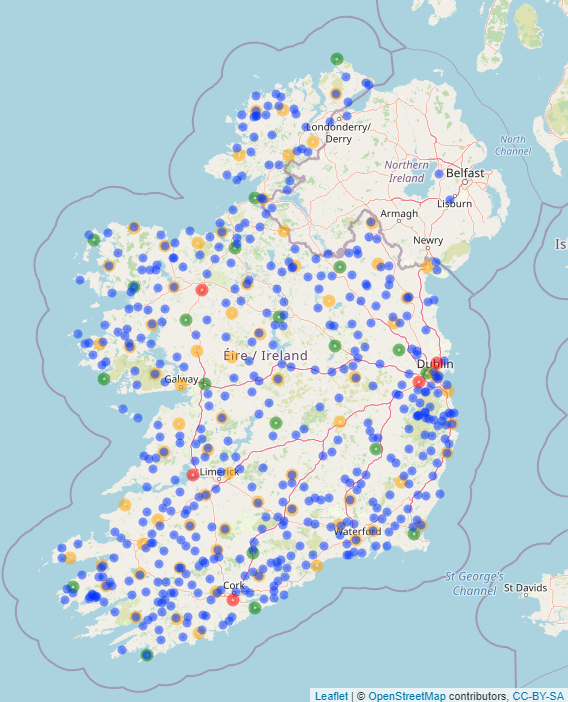 Londonderry/
Derry
North
Channel
Northern
Ireland
Belfast
Lisburn
Armagh
Newry
Is
Éire / Ireland
Dublin
Galway
Limerick
Waterford
Cork
St George's
Channel
St Davids
Leaflet | © OpenStreetMap contributors, CC-BY-SA